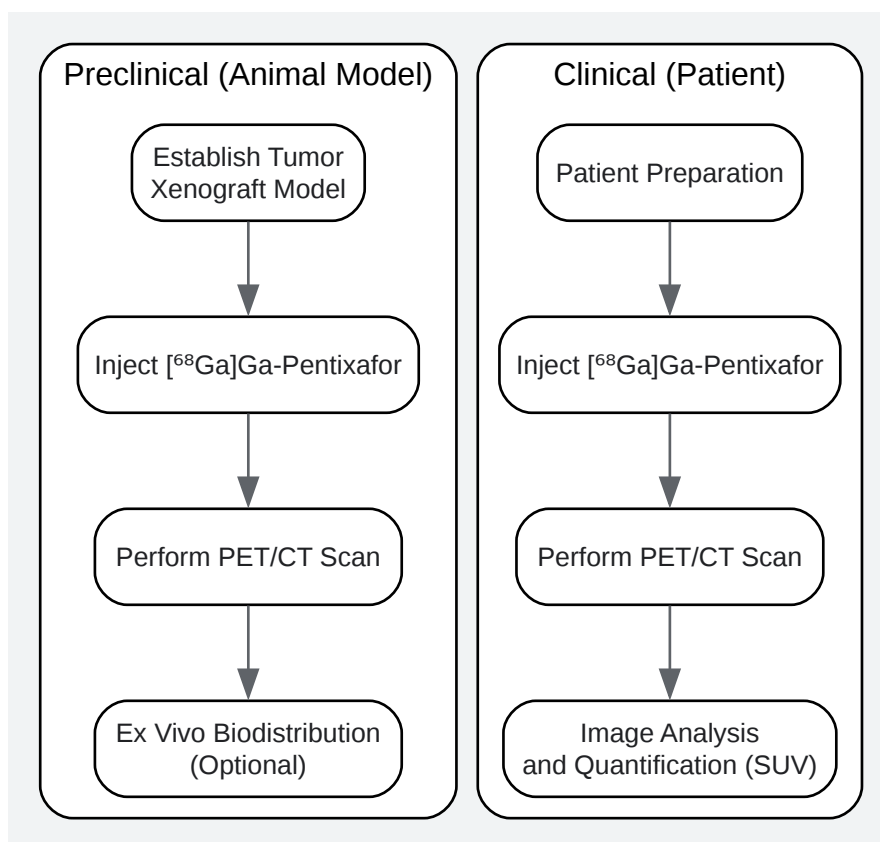 Preclinical (Animal Model)
Establish Tumor
Xenograft Model
Inject [⁶⁸Ga]Ga-Pentixafor
Perform PET/CT Scan
Ex Vivo Biodistribution
(Optional)
Clinical (Patient)
Patient Preparation
Inject [⁶⁸Ga]Ga-Pentixafor
Perform PET/CT Scan
Image Analysis
and Quantification (SUV)